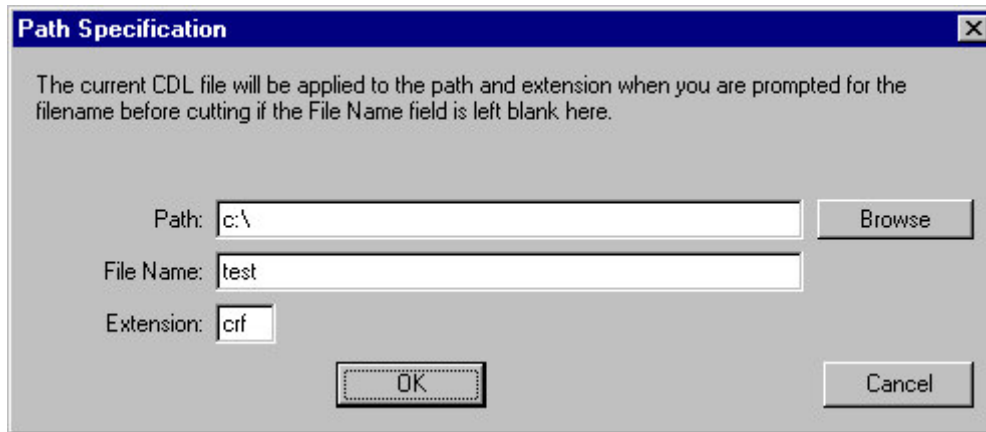 Path Specification
The current CDL file will be applied to the path and extension when you are prompted for the
filename before cutting if the File Name field is left blank here.
Path: c:\ Browse
File Name: test
Extension: crf
OK Cancel